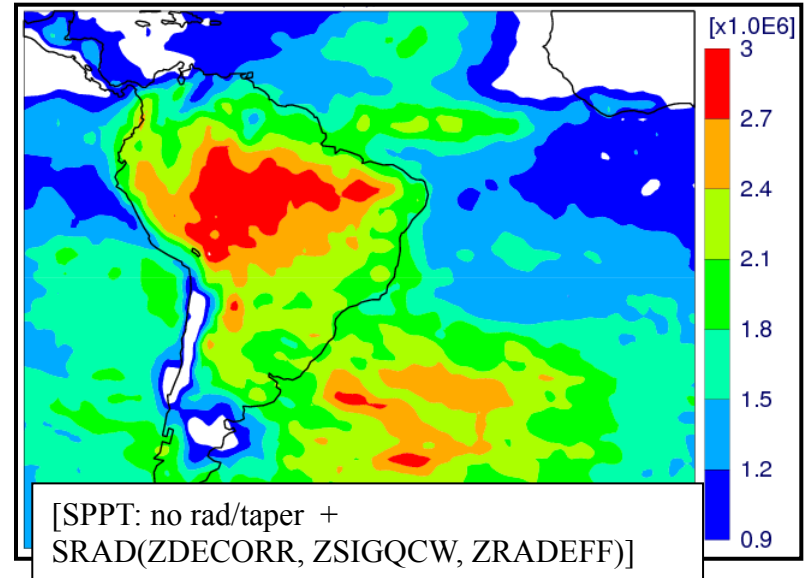 [x1.0E6]
3
2.7
2.4
2.1
1.8
1.5
1.2
0.9
[SPPT: no rad/taper +
SRAD(ZDECORR, ZSIGQCW, ZRADEFF)]